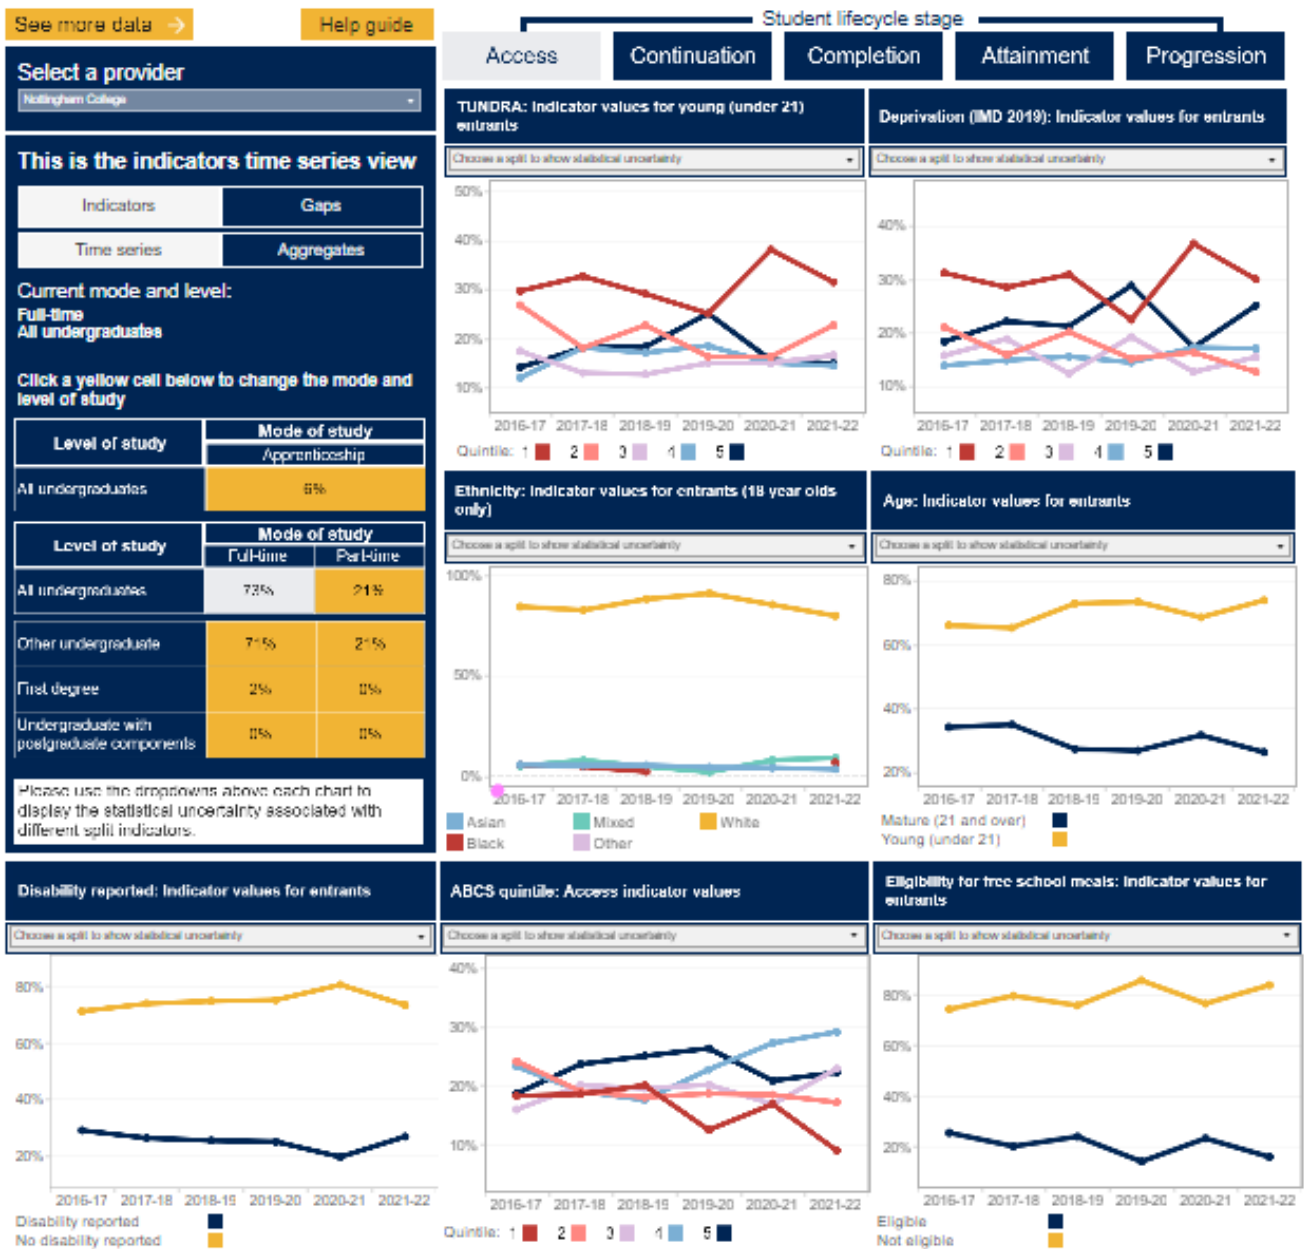 See more data →
Help guide
Select a provider
Nottingham College
This is the indicators time series view
Indicators
Gaps
Time series
Aggregates
Current mode and level:
Full-time
All undergraduates
Click a yellow cell below to change the mode and
level of study
Level of study
Mode of study
Apprenticeship
All undergraduates
6%
Level of study
Mode of study
Full-time
Part-time
All undergraduates
73%
21%
Other undergraduate
71%
21%
First degree
2%
0%
Undergraduate with
postgraduate components
0%
0%
Please use the dropdowns above each chart to
display the statistical uncertainty associated with
different split indicators.
Student lifecycle stage
Access
Continuation
Completion
Attainment
Progression
TUNDRA: Indicator values for young (under 21)
entrants
Choose a split to show statistical uncertainty
50%
40%
30%
20%
10%
2016-17 2017-18 2018-19 2019-20 2020-21 2021-22
Quintile: 1 2 3 4 5
Deprivation (IMD 2019): Indicator values for entrants
Choose a split to show statistical uncertainty
40%
30%
20%
10%
2016-17 2017-18 2018-19 2019-20 2020-21 2021-22
Quintile: 1 2 3 4 5
Ethnicity: Indicator values for entrants (18 year olds
only)
Choose a split to show statistical uncertainty
100%
50%
0%
2016-17 2017-18 2018-19 2019-20 2020-21 2021-22
Asian Mixed White
Black Other
Age: Indicator values for entrants
Choose a split to show statistical uncertainty
80%
60%
40%
20%
2016-17 2017-18 2018-19 2019-20 2020-21 2021-22
Mature (21 and over)
Young (under 21)
Disability reported: Indicator values for entrants
Choose a split to show statistical uncertainty
80%
60%
40%
20%
2016-17 2017-18 2018-19 2019-20 2020-21 2021-22
Disability reported
No disability reported
ABCS quintile: Access indicator values
Choose a split to show statistical uncertainty
40%
30%
20%
10%
2016-17 2017-18 2018-19 2019-20 2020-21 2021-22
Quintile: 1 2 3 4 5
Eligibility for free school meals: Indicator values for
entrants
Choose a split to show statistical uncertainty
80%
60%
40%
20%
2016-17 2017-18 2018-19 2019-20 2020-21 2021-22
Eligible
Not eligible